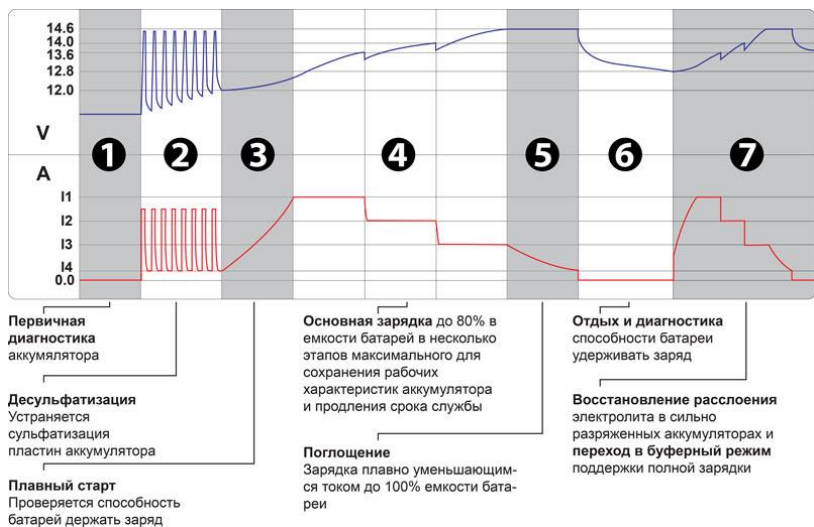 14.6
14.0
13.6
12.8
12.0
V
1
2
3
4
5
6
7
A
I1
I2
I3
I4
0.0
Первичная
диагностика
аккумялятора
Десульфатизация
Устраняется
сульфатизация
пластин аккумулятора
Плавный старт
Проверяется способность
батарей держать заряд
Основная зарядка до 80% в
емкости батарей в несколько
этапов максимального для
сохранения рабочих
характеристик аккумулятора
и продления срока службы
Поглощение
Зарядка плавно уменьшающим-
ся током до 100% емкости бата-
реи
Отдых и диагностика
способности батареи
удерживать заряд
Восстановление расслоения
электролита в сильно
разряженных аккумуляторах и
переход в буферный режим
поддержки полной зарядки